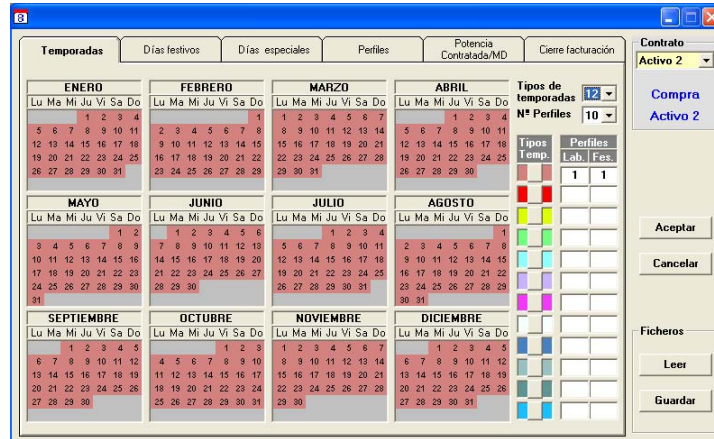 8
Temporadas
Días festivos
Días especiales
Perfiles
Potencia
Contratada/MD
Cierre facturación
ENERO
Lu Ma Mi Ju Vi Sa Do
1 2 3 4
5 6 7 8 9 10 11
12 13 14 15 16 17 18
19 20 21 22 23 24 25
26 27 28 29 30 31
FEBRERO
Lu Ma Mi Ju Vi Sa Do
1
2 3 4 5 6 7 8
9 10 11 12 13 14 15
16 17 18 19 20 21 22
23 24 25 26 27 28 29
MARZO
Lu Ma Mi Ju Vi Sa Do
1 2 3 4 5 6 7
8 9 10 11 12 13 14
15 16 17 18 19 20 21
22 23 24 25 26 27 28
29 30 31
ABRIL
Lu Ma Mi Ju Vi Sa Do
1 2 3 4
5 6 7 8 9 10 11
12 13 14 15 16 17 18
19 20 21 22 23 24 25
26 27 28 29 30
MAYO
Lu Ma Mi Ju Vi Sa Do
1 2
3 4 5 6 7 8 9
10 11 12 13 14 15 16
17 18 19 20 21 22 23
24 25 26 27 28 29 30
31
JUNIO
Lu Ma Mi Ju Vi Sa Do
1 2 3 4 5 6
7 8 9 10 11 12 13
14 15 16 17 18 19 20
21 22 23 24 25 26 27
28 29 30
JULIO
Lu Ma Mi Ju Vi Sa Do
1 2 3 4
5 6 7 8 9 10 11
12 13 14 15 16 17 18
19 20 21 22 23 24 25
26 27 28 29 30 31
AGOSTO
Lu Ma Mi Ju Vi Sa Do
1
2 3 4 5 6 7 8
9 10 11 12 13 14 15
16 17 18 19 20 21 22
23 24 25 26 27 28 29
30 31
SEPTIEMBRE
Lu Ma Mi Ju Vi Sa Do
1 2 3 4 5
6 7 8 9 10 11 12
13 14 15 16 17 18 19
20 21 22 23 24 25 26
27 28 29 30
OCTUBRE
Lu Ma Mi Ju Vi Sa Do
1 2 3
4 5 6 7 8 9 10
11 12 13 14 15 16 17
18 19 20 21 22 23 24
25 26 27 28 29 30 31
NOVIEMBRE
Lu Ma Mi Ju Vi Sa Do
1 2 3 4 5 6 7
8 9 10 11 12 13 14
15 16 17 18 19 20 21
22 23 24 25 26 27 28
29 30
DICIEMBRE
Lu Ma Mi Ju Vi Sa Do
1 2 3 4 5
6 7 8 9 10 11 12
13 14 15 16 17 18 19
20 21 22 23 24 25 26
27 28 29 30 31
Tipos de
temporadas 12
Nº Perfiles 10
Tipos Perfiles
Temp. Lab. Fes.
1 1
Contrato
Activo 2
Compra
Activo 2
Aceptar
Cancelar
Ficheros
Leer
Guardar